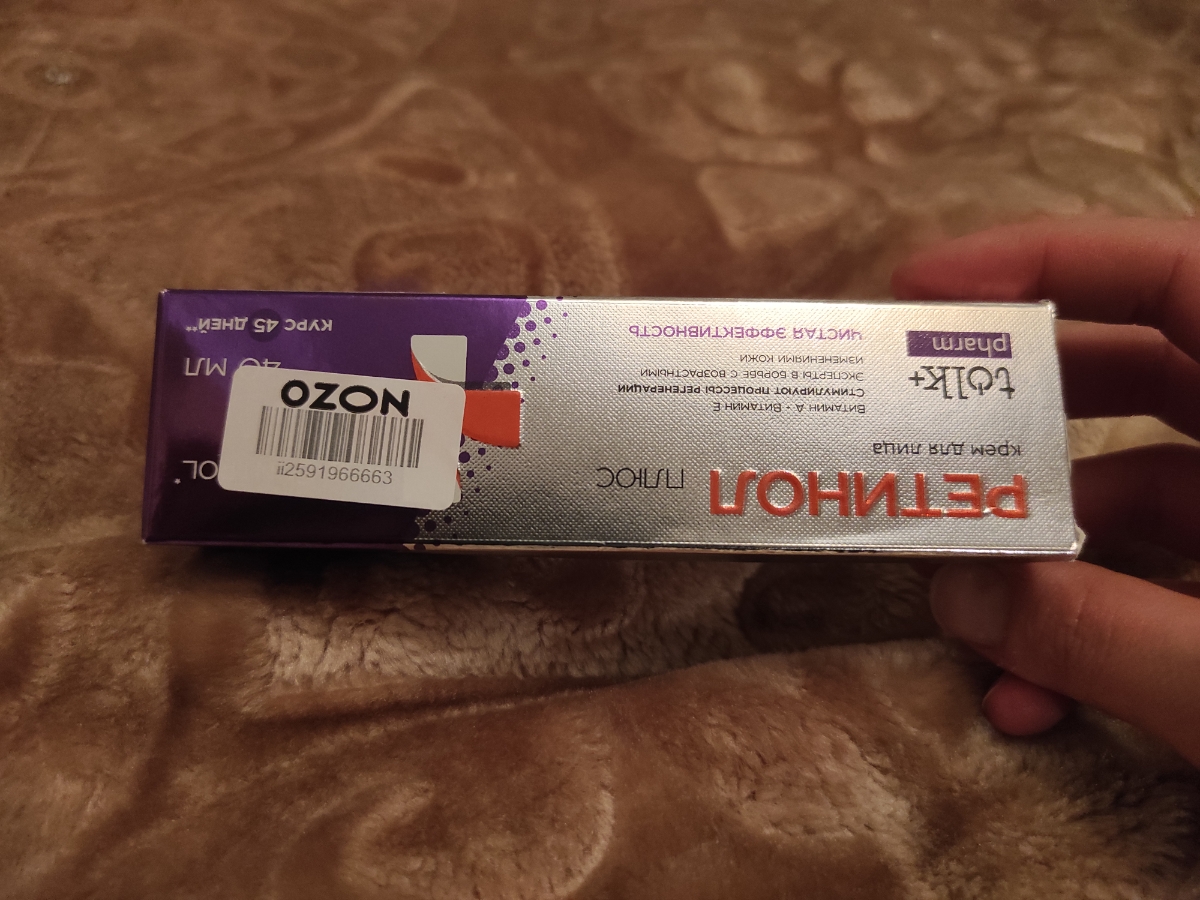 tolk+
pharm
РЕТИНОЛ ПЛЮС
крем для лица
ВИТАМИН А • ВИТАМИН Е
СТИМУЛИРУЮТ ПРОЦЕССЫ РЕГЕНЕРАЦИИ
ЭКСПЕРТЫ В БОРЬБЕ С ВОЗРАСТНЫМИ
ИЗМЕНЕНИЯМИ КОЖИ
ЧИСТАЯ ЭФФЕКТИВНОСТЬ
ii2591966663
OZON
40 МЛ
КУРС 45 ДНЕЙ**